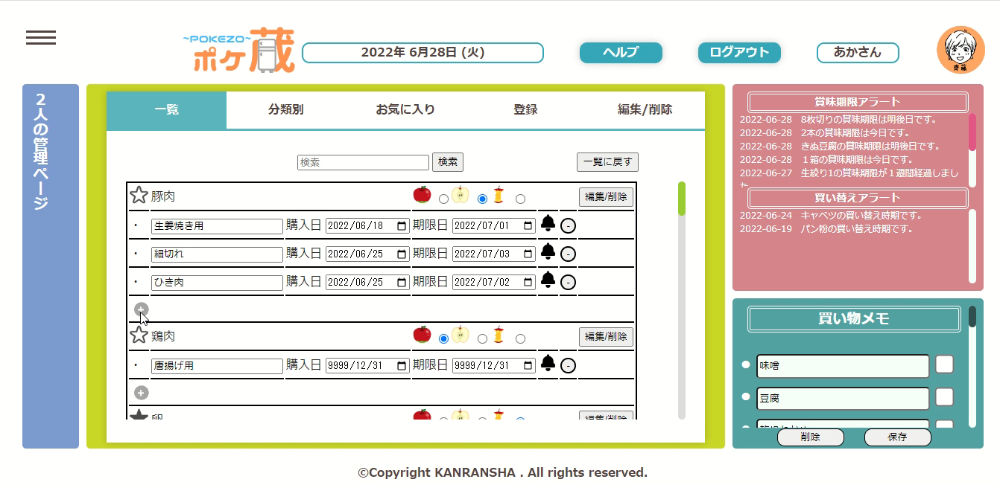 ~POKEZO~
ポケ蔵
2022年 6月28日 (火)
ヘルプ
ログアウト
あかさん
齊藤
2人の管理ページ
一覧
分類別
お気に入り
登録
編集/削除
検索
検索
一覧に戻す
豚肉
編集/削除
・ 生姜焼き用 購入日 2022/06/18 期限日 2022/07/01 -
・ 細切れ 購入日 2022/06/25 期限日 2022/07/03 -
・ ひき肉 購入日 2022/06/25 期限日 2022/07/02 -
+
鶏肉
編集/削除
・ 唐揚げ用 購入日 9999/12/31 期限日 9999/12/31 -
+
卵
編集/削除
賞味期限アラート
2022-06-28 8枚切りの賞味期限は明後日です。
2022-06-28 2本の賞味期限は今日です。
2022-06-28 きぬ豆腐の賞味期限は明後日です。
2022-06-28 １箱の賞味期限は今日です。
2022-06-27 生絞り1の賞味期限が１週間経過しまし
た
買い替えアラート
2022-06-24 キャベツの買い替え時期です。
2022-06-19 パン粉の買い替え時期です。
買い物メモ
味噌
豆腐
削除
保存
©Copyright KANRANSHA . All rights reserved.